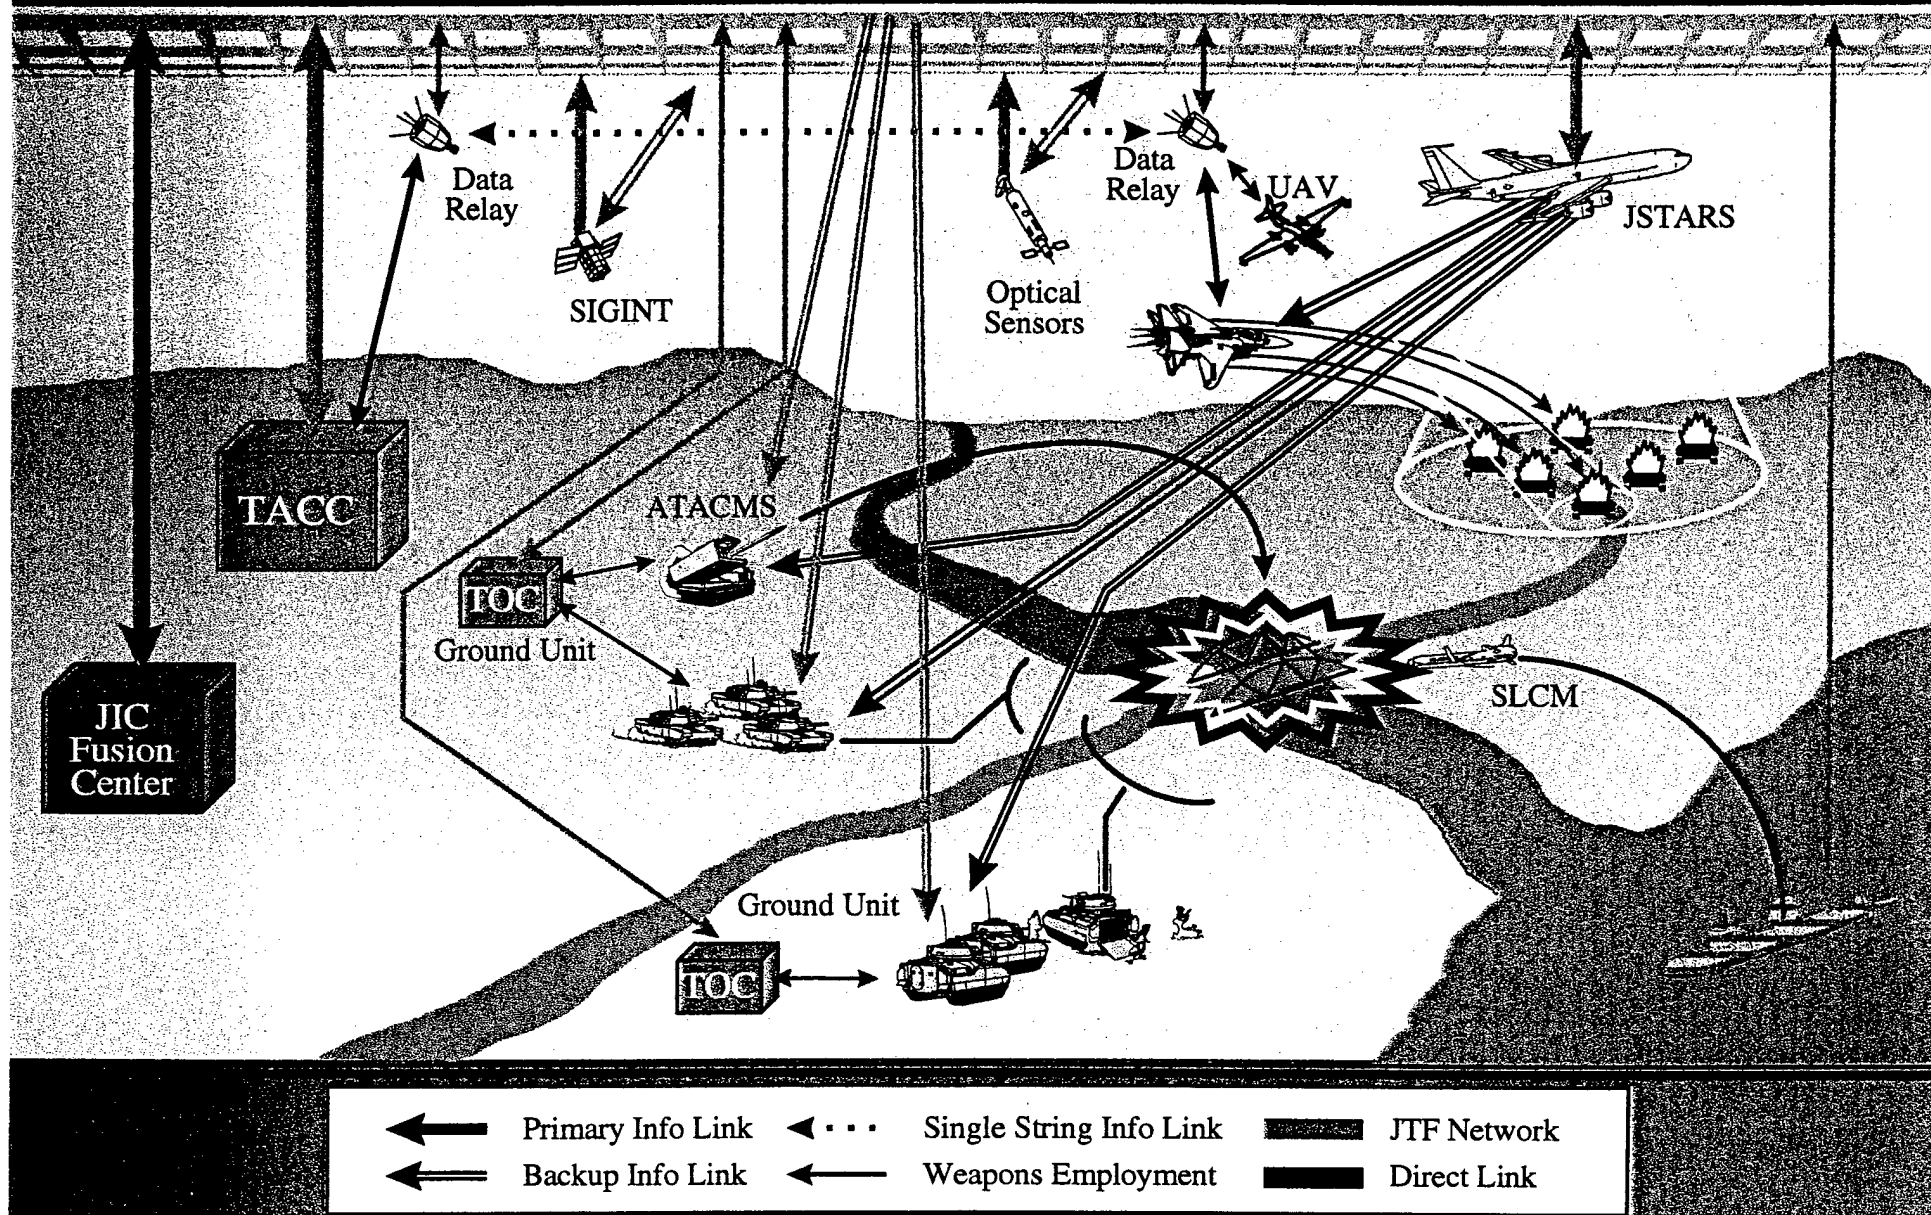 Data
Relay
SIGINT
Optical
Sensors
Data
Relay
UAV
JSTARS
TACC
ATACMS
TOC
Ground Unit
JIC
Fusion
Center
SLCM
Ground Unit
TOC
Primary Info Link
Single String Info Link
JTF Network
Backup Info Link
Weapons Employment
Direct Link